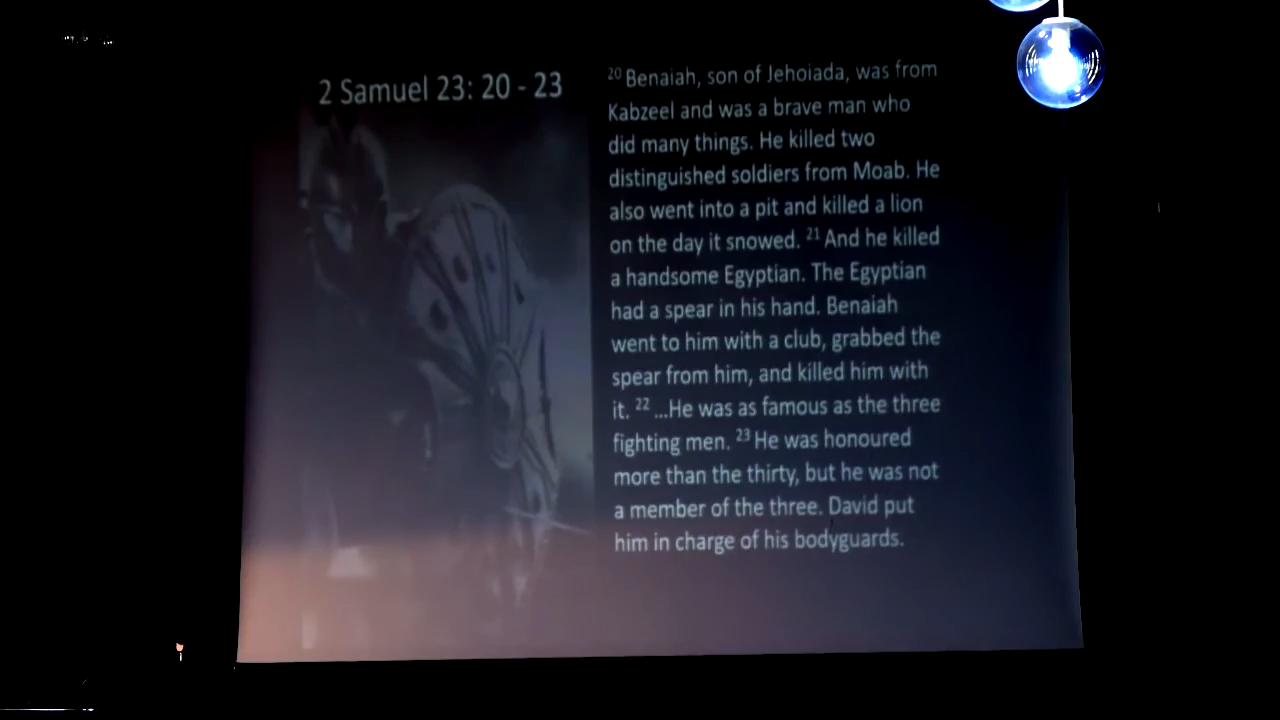 2 Samuel 23: 20 - 23
20 Benaiah, son of Jehoiada, was from
Kabzeel and was a brave man who
did many things. He killed two
distinguished soldiers from Moab. He
also went into a pit and killed a lion
on the day it snowed. 21 And he killed
a handsome Egyptian. The Egyptian
had a spear in his hand. Benaiah
went to him with a club, grabbed the
spear from him, and killed him with
it. 22 ...He was as famous as the three
fighting men. 23 He was honoured
more than the thirty, but he was not
a member of the three. David put
him in charge of his bodyguards.